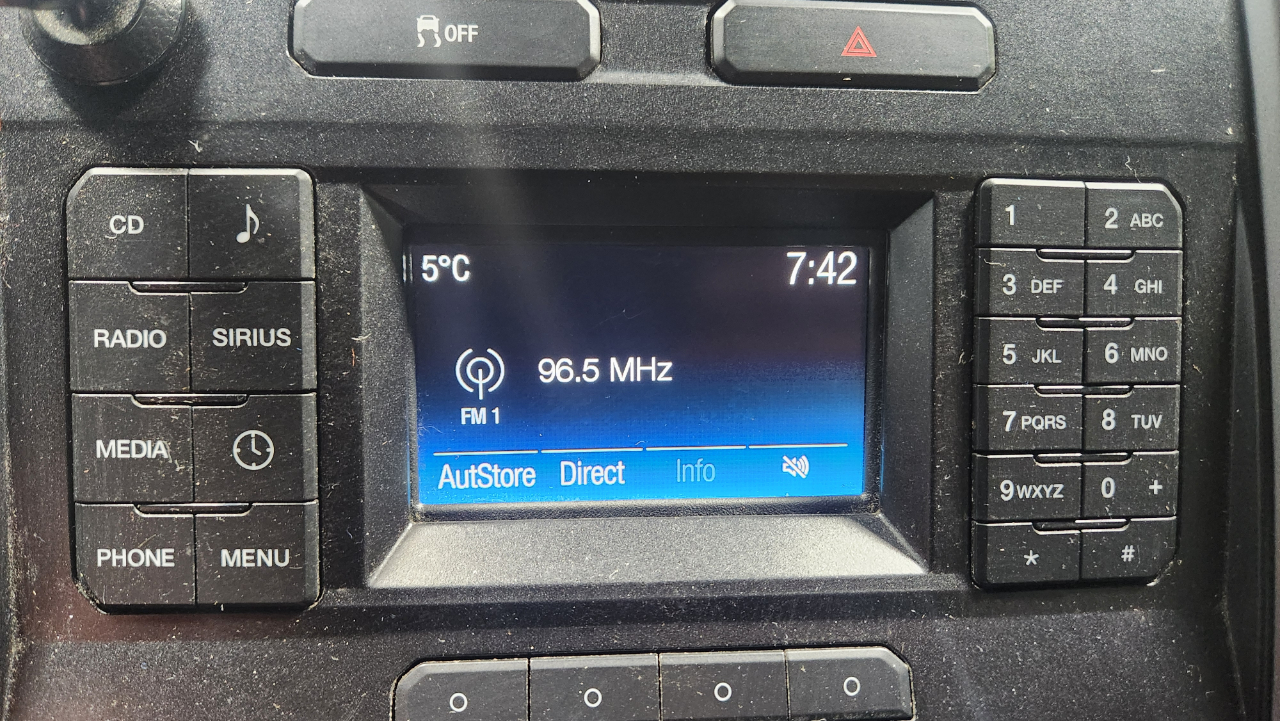 OFF
CD
RADIO SIRIUS
MEDIA
PHONE MENU
5°C 7:42
96.5 MHz
FM 1
AutStore Direct Info
1 2 ABC
3 DEF 4 GHI
5 JKL 6 MNO
7 PQRS 8 TUV
9 WXYZ 0 +
* #